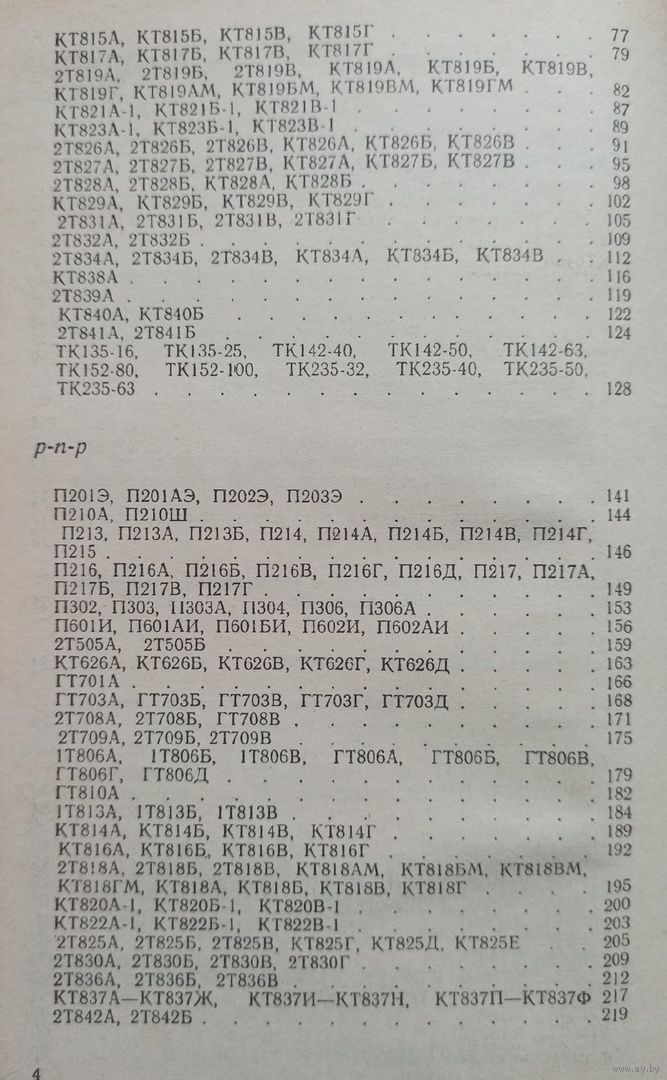 КТ815А, КТ815Б, КТ815В, КТ815Г . . . . . . . 77
КТ817А, КТ817Б, КТ817В, КТ817Г . . . . . . . 79
2Т819А, 2Т819Б, 2Т819В, КТ819А, КТ819Б, КТ819В,
КТ819Г, КТ819АМ, КТ819БМ, КТ819ВМ, КТ819ГМ . . . 82
КТ821А-1, КТ821Б-1, КТ821В-1 . . . . . . . 87
КТ823А-1, КТ823Б-1, КТ823В-1 . . . . . . . 89
2Т826А, 2Т826Б, 2Т826В, КТ826А, КТ826Б, КТ826В . . . 91
2Т827А, 2Т827Б, 2Т827В, КТ827А, КТ827Б, КТ827В . . . 95
2Т828А, 2Т828Б, КТ828А, КТ828Б . . . . . . . 98
КТ829А, КТ829Б, КТ829В, КТ829Г . . . . . . . 102
2Т831А, 2Т831Б, 2Т831В, 2Т831Г . . . . . . 105
2Т832А, 2Т832Б . . . . . . . . . . . 109
2Т834А, 2Т834Б, 2Т834В, КТ834А, КТ834Б, КТ834В . . 112
КТ838А . . . . . . . . . . . . . 116
2Т839А . . . . . . . . . . . . . 119
КТ840А, КТ840Б . . . . . . . . . . 122
2Т841А, 2Т841Б . . . . . . . . . . 124
ТК135-16, ТК135-25, ТК142-40, ТК142-50, ТК142-63,
ТК152-80, ТК152-100, ТК235-32, ТК235-40, ТК235-50,
ТК235-63 . . . . . . . . . . . . 128
p-n-p
П201Э, П201АЭ, П202Э, П203Э . . . . . . . 141
П210А, П210Ш . . . . . . . . . . . 144
П213, П213А, П213Б, П214, П214А, П214Б, П214В, П214Г,
П215 . . . . . . . . . . . . . 146
П216, П216А, П216Б, П216В, П216Г, П216Д, П217, П217А,
П217Б, П217В, П217Г . . . . . . . . . 149
П302, П303, П303А, П304, П306, П306А . . . . . 153
П601И, П601АИ, П601БИ, П602И, П602АИ . . . . . 156
2Т505А, 2Т505Б . . . . . . . . . . 159
КТ626А, КТ626Б, КТ626В, КТ626Г, КТ626Д . . . . . 163
ГТ701А . . . . . . . . . . . . . 166
ГТ703А, ГТ703Б, ГТ703В, ГТ703Г, ГТ703Д . . . . . 168
2Т708А, 2Т708Б, ГТ708В . . . . . . . . . 171
2Т709А, 2Т709Б, 2Т709В . . . . . . . . 175
1Т806А, 1Т806Б, 1Т806В, ГТ806А, ГТ806Б, ГТ806В,
ГТ806Г, ГТ806Д . . . . . . . . . . 179
ГТ810А . . . . . . . . . . . . . 182
1Т813А, 1Т813Б, 1Т813В . . . . . . . . . 184
КТ814А, КТ814Б, КТ814В, КТ814Г . . . . . . 189
КТ816А, КТ816Б, КТ816В, КТ816Г . . . . . . 192
2Т818А, 2Т818Б, 2Т818В, КТ818АМ, КТ818БМ, КТ818ВМ,
КТ818ГМ, КТ818А, КТ818Б, КТ818В, КТ818Г . . . . 195
КТ820А-1, КТ820Б-1, КТ820В-1 . . . . . . . 200
КТ822А-1, КТ822Б-1, КТ822В-1 . . . . . . . 203
2Т825А, 2Т825Б, 2Т825В, КТ825Г, КТ825Д, КТ825Е . . 205
2Т830А, 2Т830Б, 2Т830В, 2Т830Г . . . . . . . 209
2Т836А, 2Т836Б, 2Т836В . . . . . . . . . 212
КТ837А—КТ837Ж, КТ837И—КТ837Н, КТ837П—КТ837Ф 217
2Т842А, 2Т842Б . . . . . . . . . . . 219
4
www.ay.by